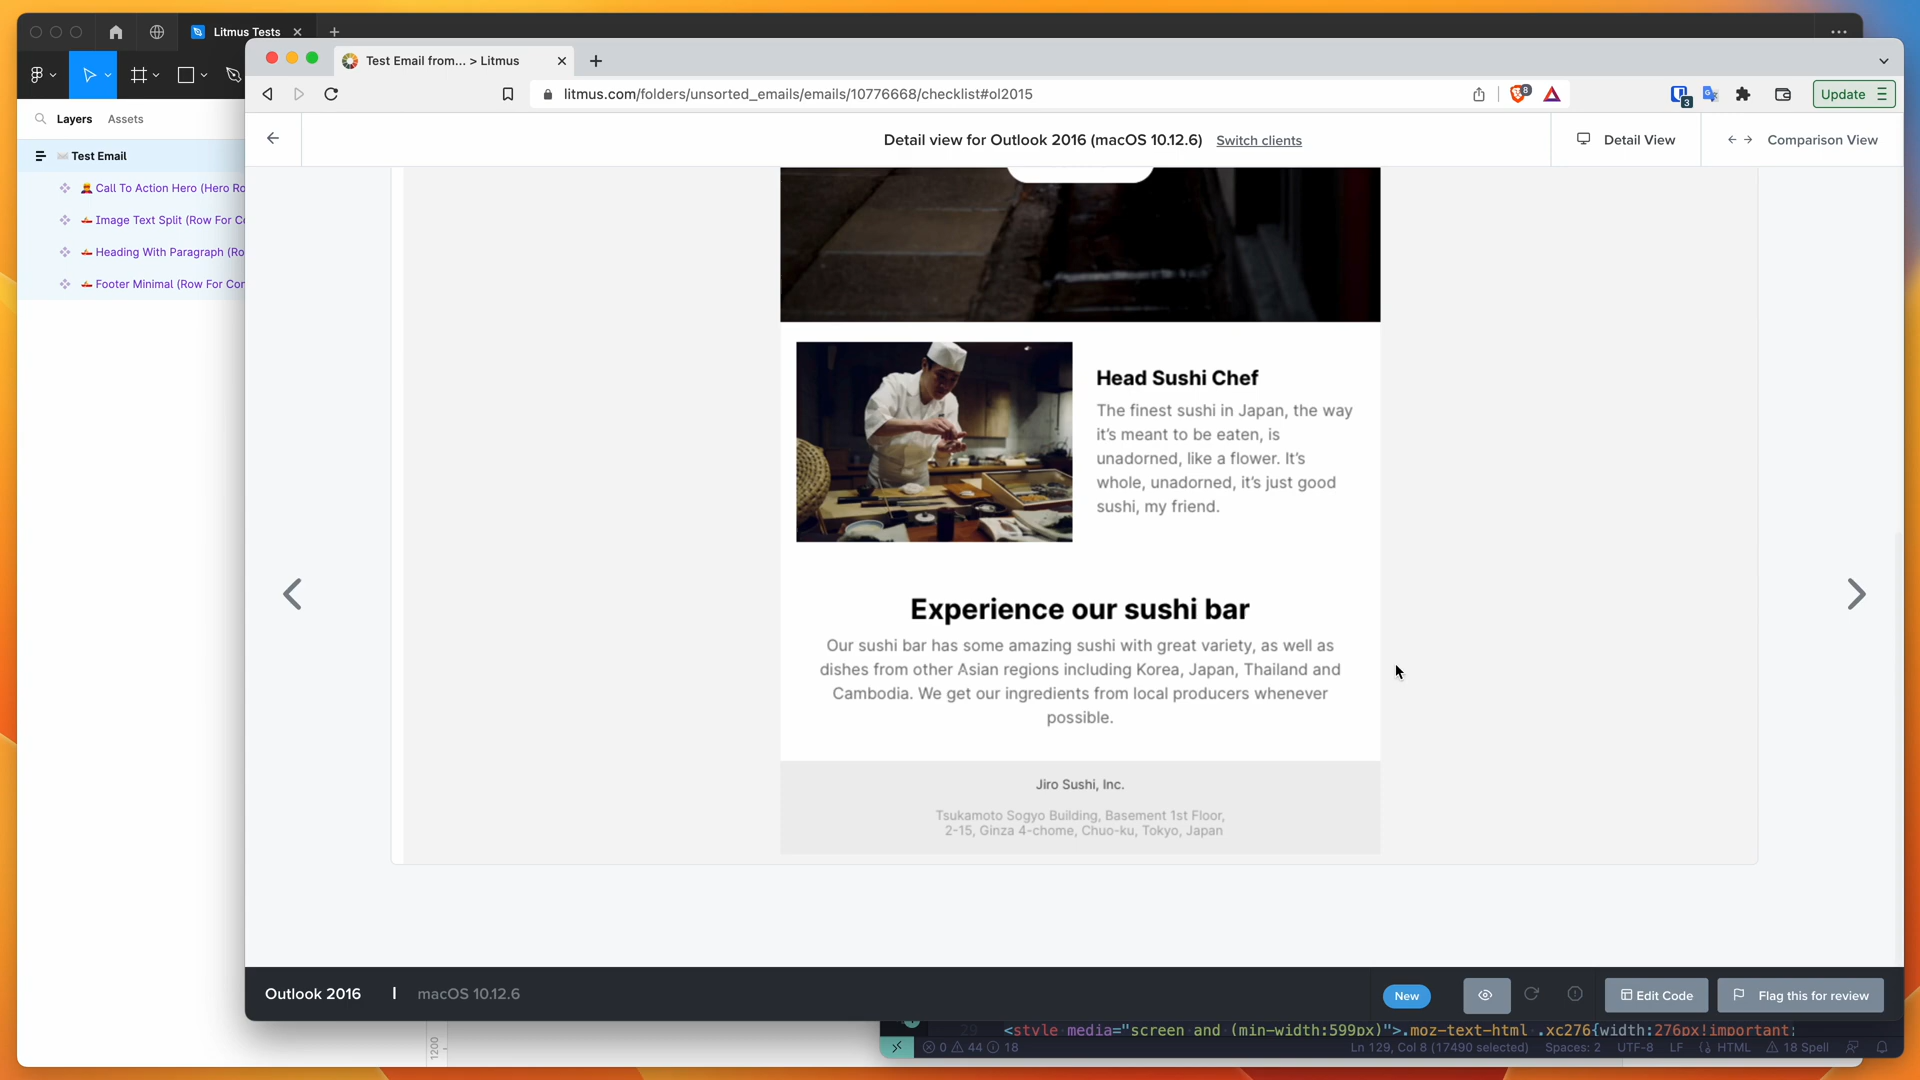 Litmus Tests
Layers
Assets
Test Email
Call To Action Hero (Hero Ro
Image Text Split (Row For Co
Heading With Paragraph (Ro
Footer Minimal (Row For Con
Test Email from... > Litmus
litmus.com/folders/unsorted_emails/emails/10776668/checklist#ol2015
8
3
Update
Detail view for Outlook 2016 (macOS 10.12.6) Switch clients
Detail View
Comparison View
Head Sushi Chef
The finest sushi in Japan, the way
it's meant to be eaten, is
unadorned, like a flower. It's
whole, unadorned, it's just good
sushi, my friend.
Experience our sushi bar
Our sushi bar has some amazing sushi with great variety, as well as
dishes from other Asian regions including Korea, Japan, Thailand and
Cambodia. We get our ingredients from local producers whenever
possible.
Jiro Sushi, Inc.
Tsukamoto Sogyo Building, Basement 1st Floor,
2-15, Ginza 4-chome, Chuo-ku, Tokyo, Japan
Outlook 2016 | macOS 10.12.6
New
Edit Code
Flag this for review
1200
29 <style media="screen and (min-width:599px)">.moz-text-html .xc276{width:276px!important;
0 44 18
Ln 129, Col 8 (17490 selected) Spaces: 2 UTF-8 LF HTML 18 Spell